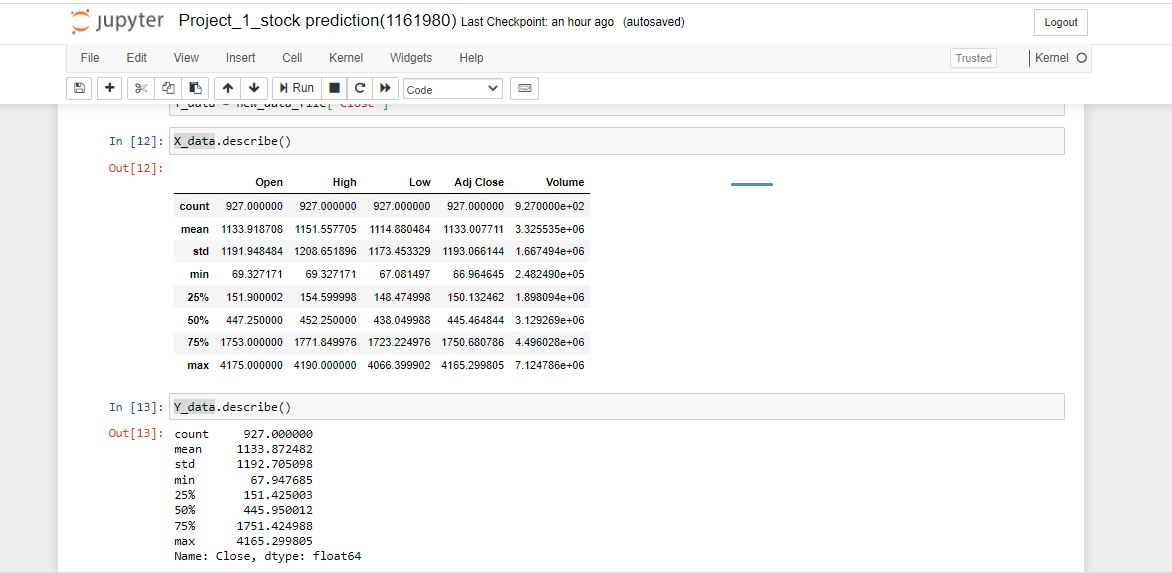 jupyter Project_1_stock prediction(1161980) Last Checkpoint: an hour ago (autosaved)
Logout
File Edit View Insert Cell Kernel Widgets Help
Trusted Kernel
Run Code
Y_data = new_data_file['Close']
In [12]: X_data.describe()
Out[12]:
Open High Low Adj Close Volume
count 927.000000 927.000000 927.000000 927.000000 9.270000e+02
mean 1133.918708 1151.557705 1114.880484 1133.007711 3.325535e+06
std 1191.948484 1208.651896 1173.453329 1193.066144 1.667494e+06
min 69.327171 69.327171 67.081497 66.964645 2.482490e+05
25% 151.900002 154.599998 148.474998 150.132462 1.898094e+06
50% 447.250000 452.250000 438.049988 445.464844 3.129269e+06
75% 1753.000000 1771.849976 1723.224976 1750.680786 4.496028e+06
max 4175.000000 4190.000000 4066.399902 4165.299805 7.124786e+06
In [13]: Y_data.describe()
Out[13]: count 927.000000
mean 1133.872482
std 1192.705098
min 67.947685
25% 151.425003
50% 445.950012
75% 1751.424988
max 4165.299805
Name: Close, dtype: float64